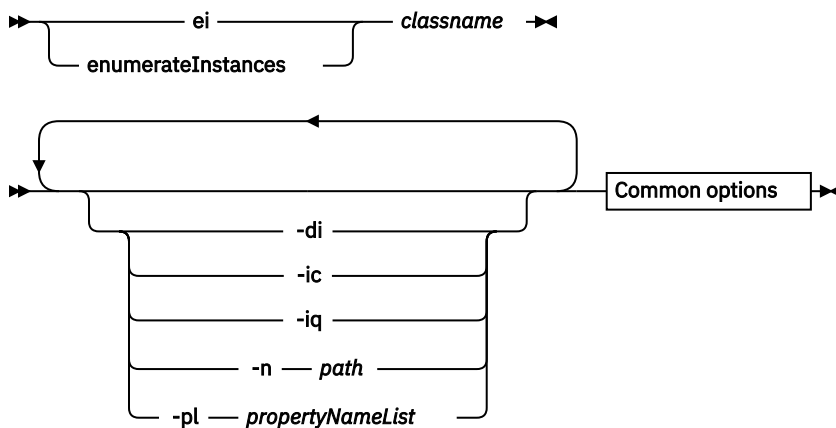 ei classname
enumerateInstances
Common options
-di
-ic
-iq
-n path
-pl propertyNameList